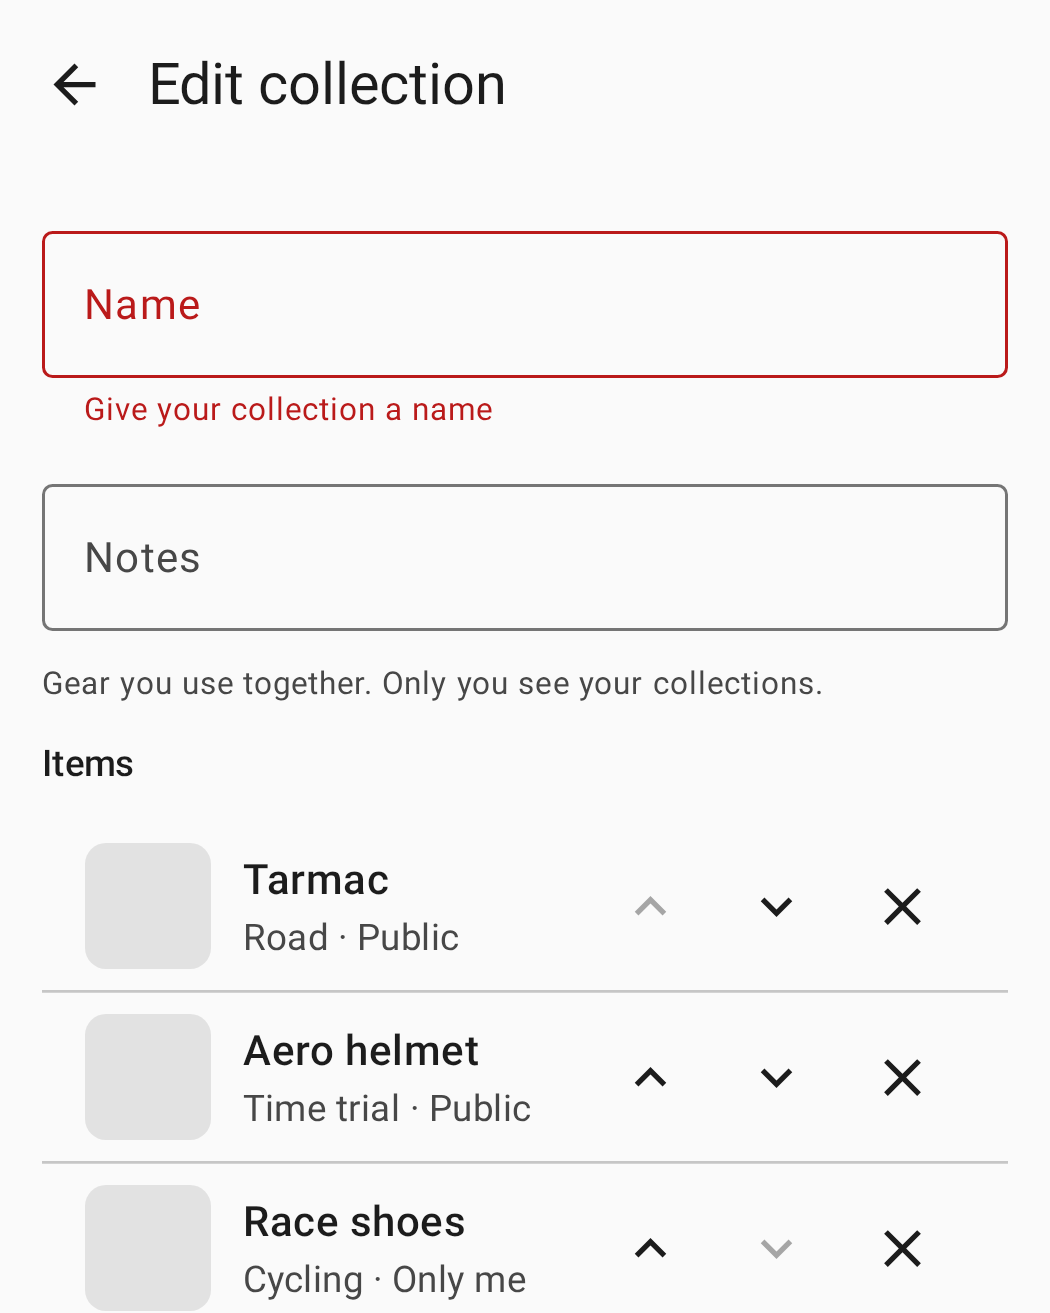 Edit collection
Name
Give your collection a name
Notes
Gear you use together. Only you see your collections.
Items
Tarmac
Road · Public
Aero helmet
Time trial · Public
Race shoes
Cycling · Only me